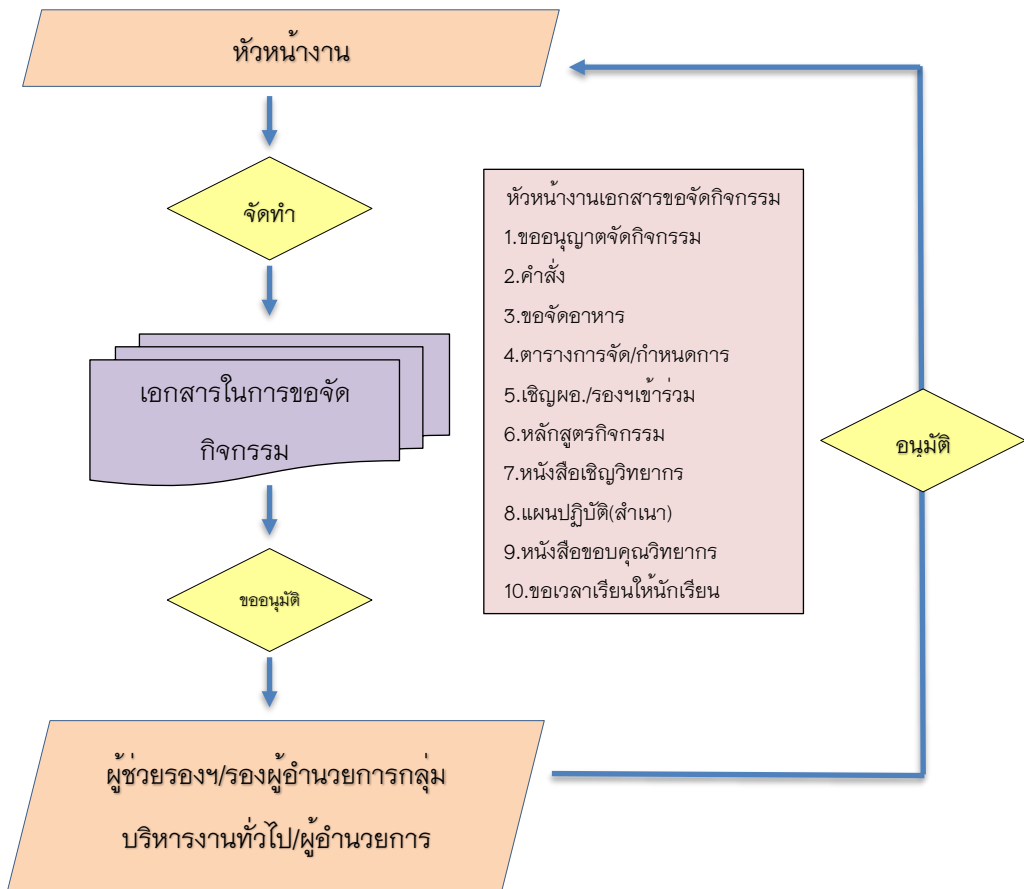 หัวหน้างาน
จัดทำ
เอกสารในการขอจัด
กิจกรรม
ขออนุมัติ
ผู้ช่วยรองฯ/รองผู้อำนวยการกลุ่ม
บริหารงานทั่วไป/ผู้อำนวยการ
หัวหน้างานเอกสารขอจัดกิจกรรม
1.ขออนุญาตจัดกิจกรรม
2.คำสั่ง
3.ขอจัดอาหาร
4.ตารางการจัด/กำหนดการ
5.เชิญผอ./รองฯเข้าร่วม
6.หลักสูตรกิจกรรม
7.หนังสือเชิญวิทยากร
8.แผนปฏิบัติ(สำเนา)
9.หนังสือขอบคุณวิทยากร
10.ขอเวลาเรียนให้นักเรียน
อนุมัติ